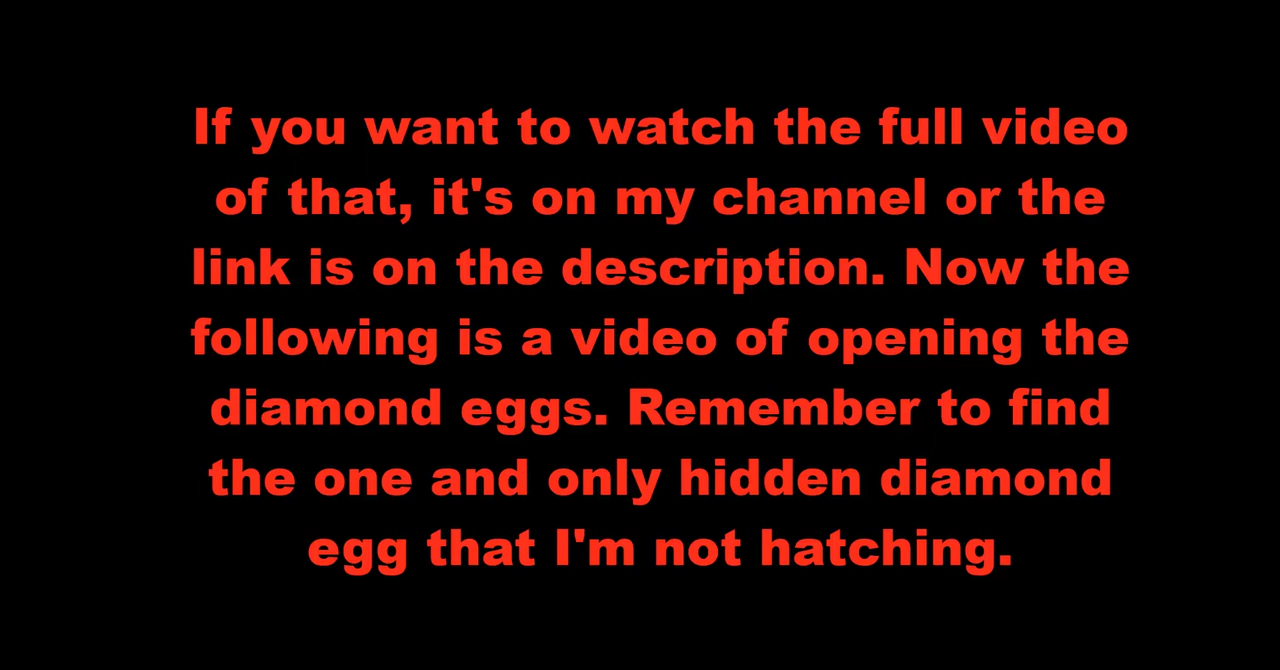 If you want to watch the full video
of that, it's on my channel or the
link is on the description. Now the
following is a video of opening the
diamond eggs. Remember to find
the one and only hidden diamond
egg that I'm not hatching.